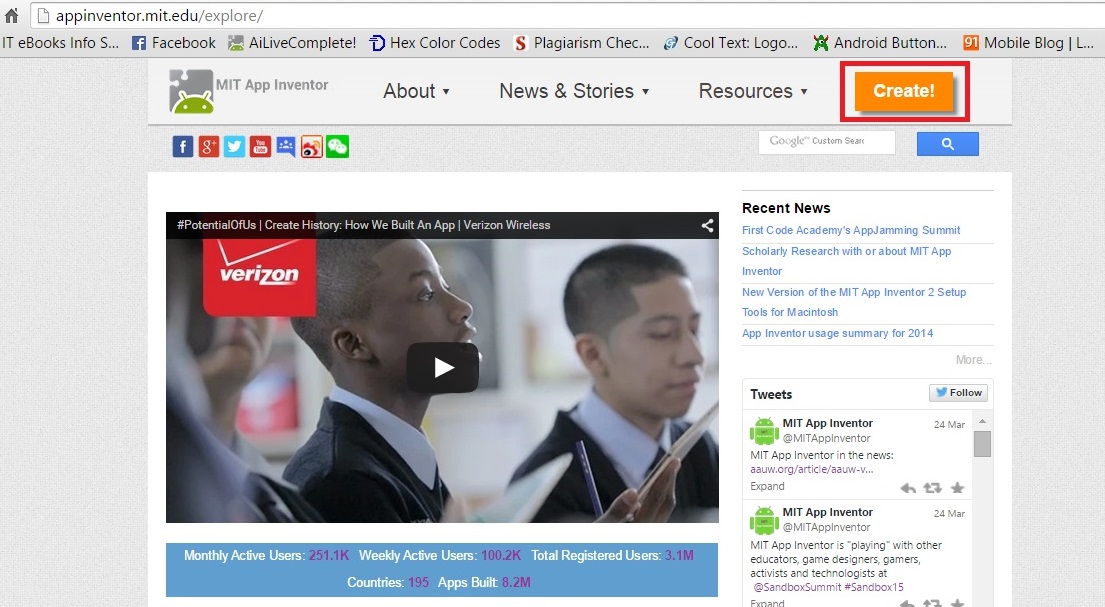 appinventor.mit.edu/explore/
IT eBooks Info S... Facebook AiLiveComplete! Hex Color Codes Plagiarism Chec... Cool Text: Logo... Android Button... Mobile Blog | L...
MIT App Inventor About News & Stories Resources Create!
Google™ Custom Searc
#PotentialOfUs | Create History: How We Built An App | Verizon Wireless
verizon
Monthly Active Users: 251.1K Weekly Active Users: 100.2K Total Registered Users: 3.1M
Countries: 195 Apps Built: 8.2M
Recent News
First Code Academy's AppJamming Summit
Scholarly Research with or about MIT App
Inventor
New Version of the MIT App Inventor 2 Setup
Tools for Macintosh
App Inventor usage summary for 2014
More...
Tweets Follow
MIT App Inventor 24 Mar
@MITAppInventor
MIT App Inventor in the news:
aauw.org/article/aauw-v...
Expand
MIT App Inventor 24 Mar
@MITAppInventor
MIT App Inventor is "playing" with other
educators, game designers, gamers,
activists and technologists at
@SandboxSummit #Sandbox15
Expand